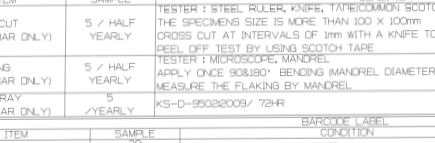 ITEM SAMPLE
TESTER : STEEL RULER, KNIFE, TAPE(COMMON SCOTC
CUT 5 / HALF THE SPECIMENS SIZE IS MORE THAN 100 X 100mm
AR ONLY) YEARLY CROSS CUT AT INTERVALS OF 1mm WITH A KNIFE TO
PEEL OFF TEST BY USING SCOTCH TAPE
TESTER : MICROSCOPE, MANDREL
NG 5 / HALF APPLY ONCE 90&180° BENDING (MANDREL DIAMETER
AR ONLY) YEARLY MEASURE THE FLAKING BY MANDREL
RAY 5 KS-D-9502:2009/ 72HR
AR ONLY) /YEARLY
BARCODE LABEL
ITEM SAMPLE CONDITION